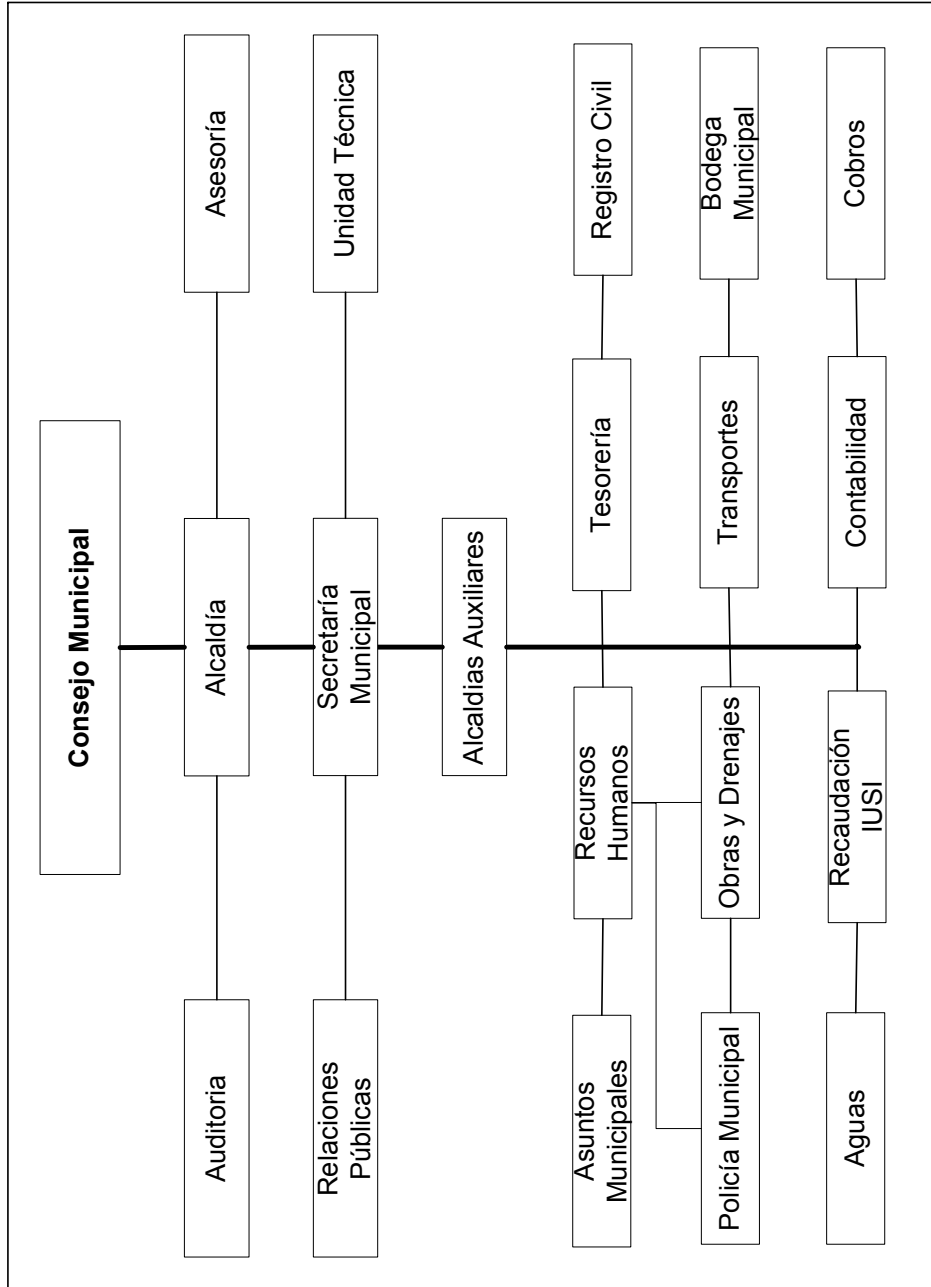 Consejo Municipal
Auditoria
Alcaldía
Asesoría
Relaciones
Públicas
Secretaría
Municipal
Unidad Técnica
Alcaldias Auxiliares
Asuntos
Municipales
Recursos
Humanos
Tesorería
Registro Civil
Policía Municipal
Obras y Drenajes
Transportes
Bodega
Municipal
Aguas
Recaudación
IUSI
Contabilidad
Cobros